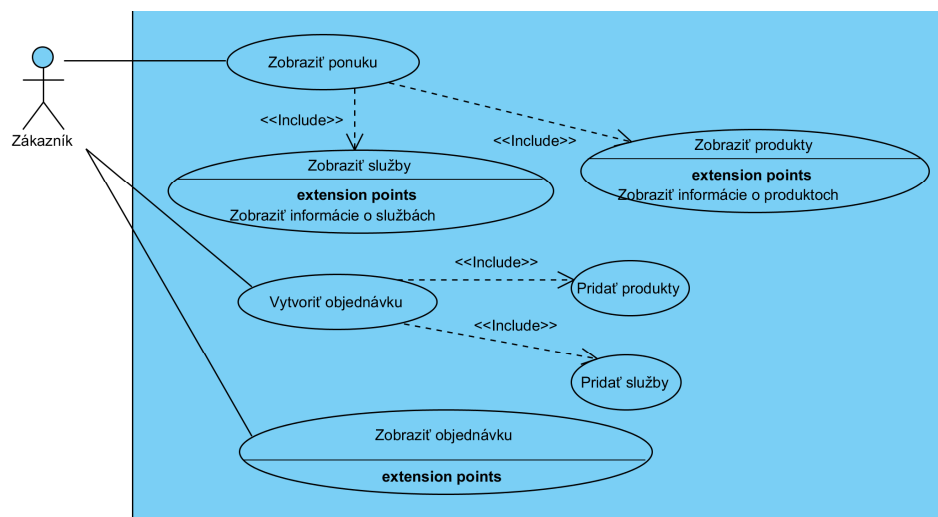 Zobraziť ponuku
Zákazník
<<Include>>
<<Include>>
Zobraziť služby
extension points
Zobraziť informácie o službách
Zobraziť produkty
extension points
Zobraziť informácie o produktoch
<<Include>>
Vytvoriť objednávku
Pridať produkty
<<Include>>
Pridať služby
Zobraziť objednávku
extension points